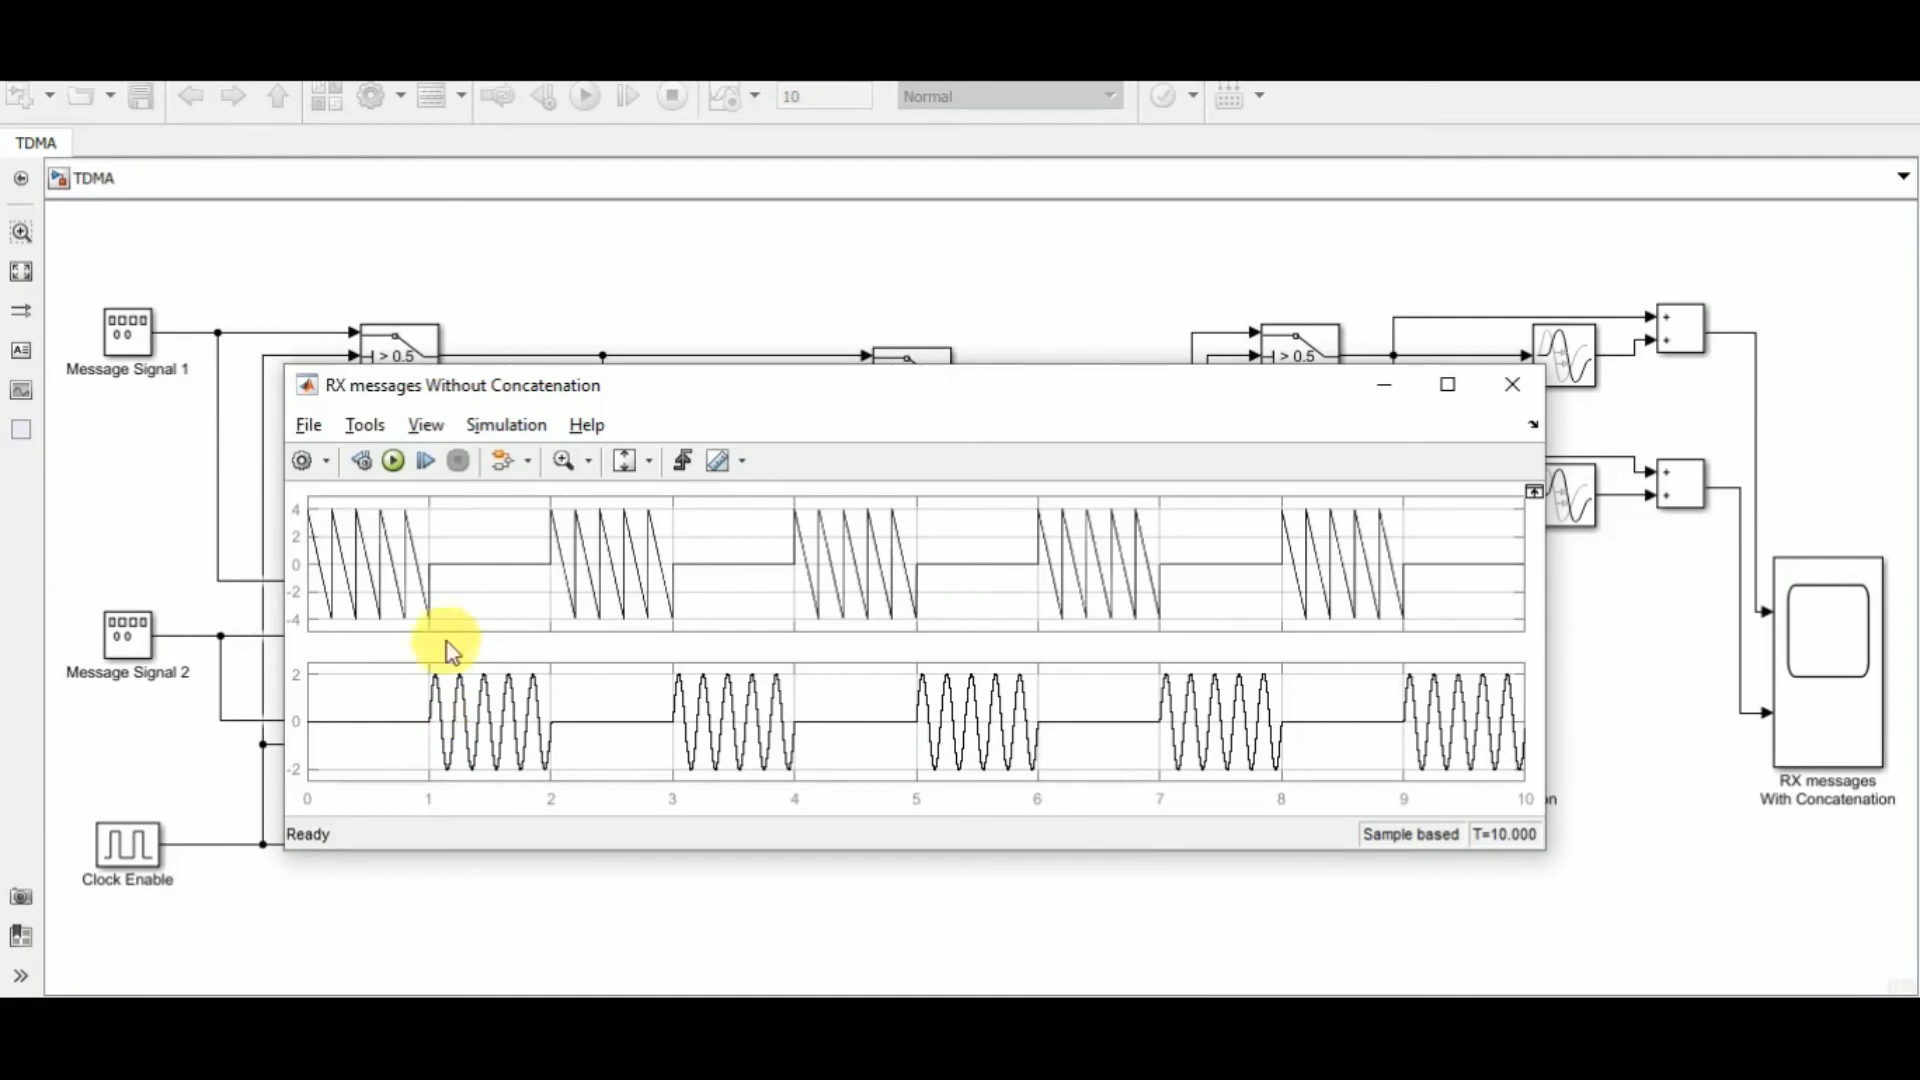 10
Normal
TDMA
TDMA
Message Signal 1
> 0.5
> 0.5
+
+
RX messages Without Concatenation
File Tools View Simulation Help
4
2
0
-2
-4
2
0
-2
0 1 2 3 4 5 6 7 8 9 10
Ready
Sample based
T=10.000
+
+
Message Signal 2
RX messages
With Concatenation
Clock Enable